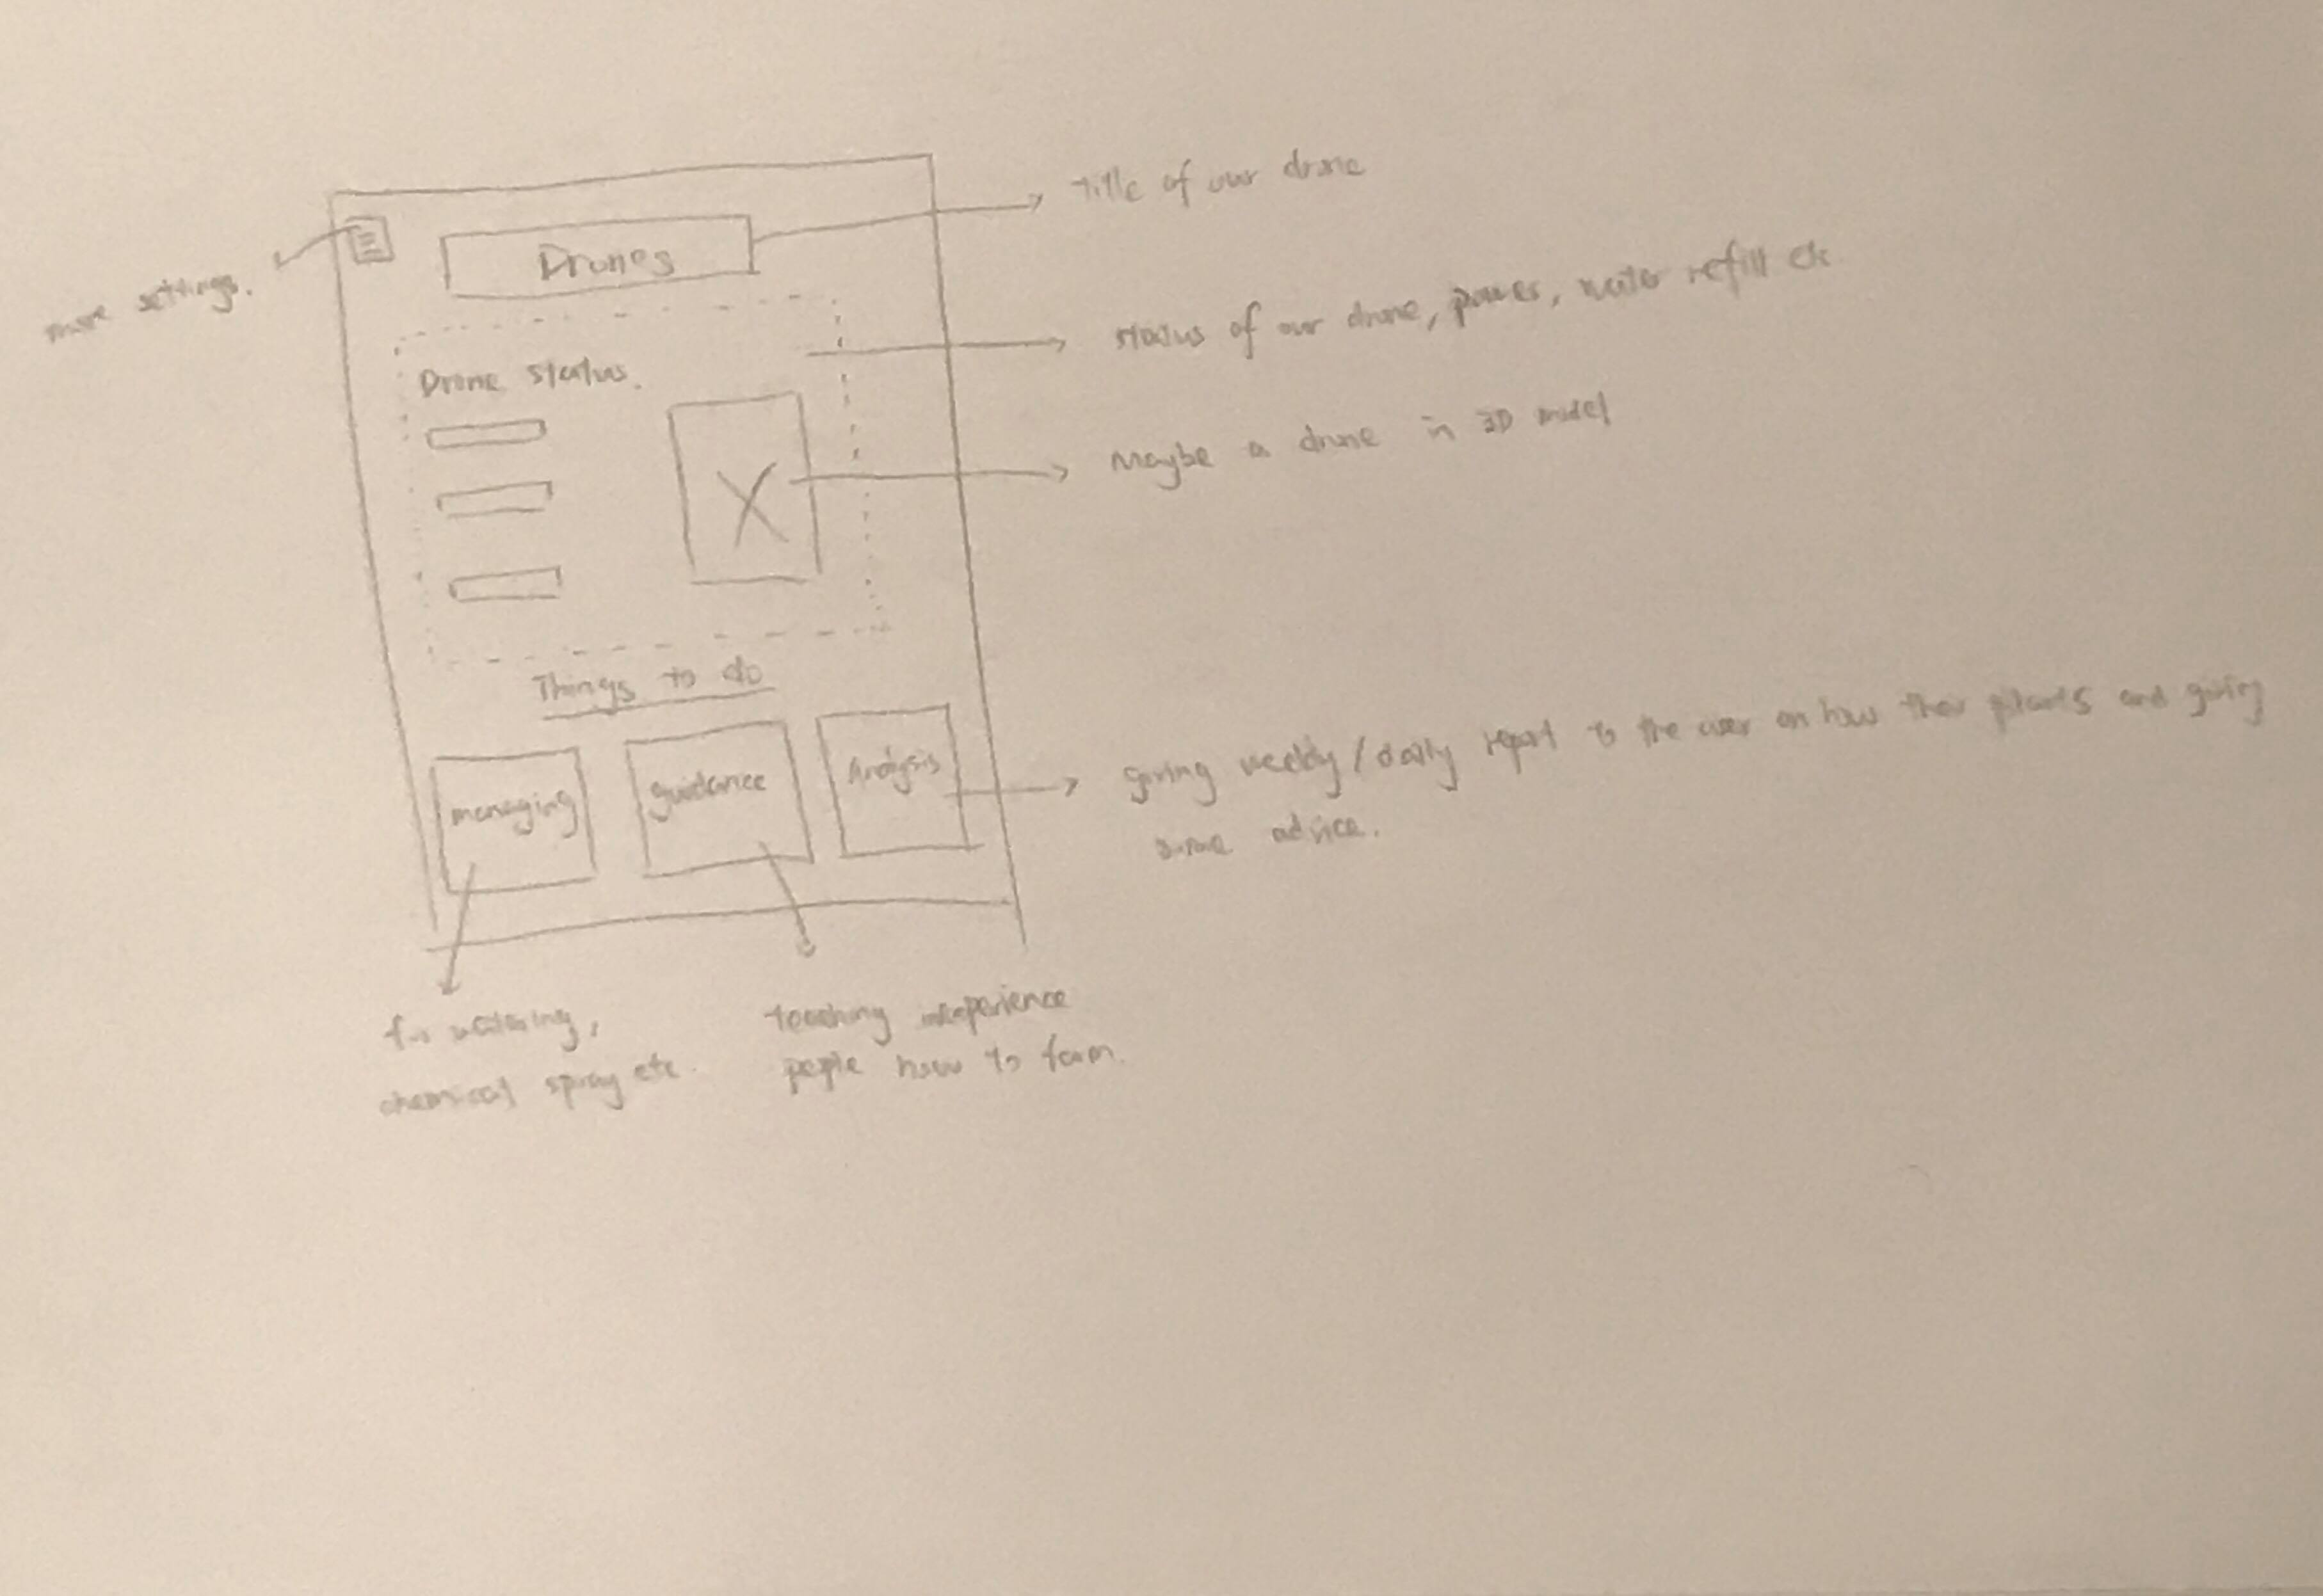 title of our drone
more settings.
Drones
status of our drone, power, water refill etc
Drone status.
Maybe a drone in 3D model
Things to do
managing
guidance
Analysis
giving weekly/daily report to the user on how their plants and giving
some advice.
for watering,
chemical spray etc.
teaching inexperience
people how to farm.